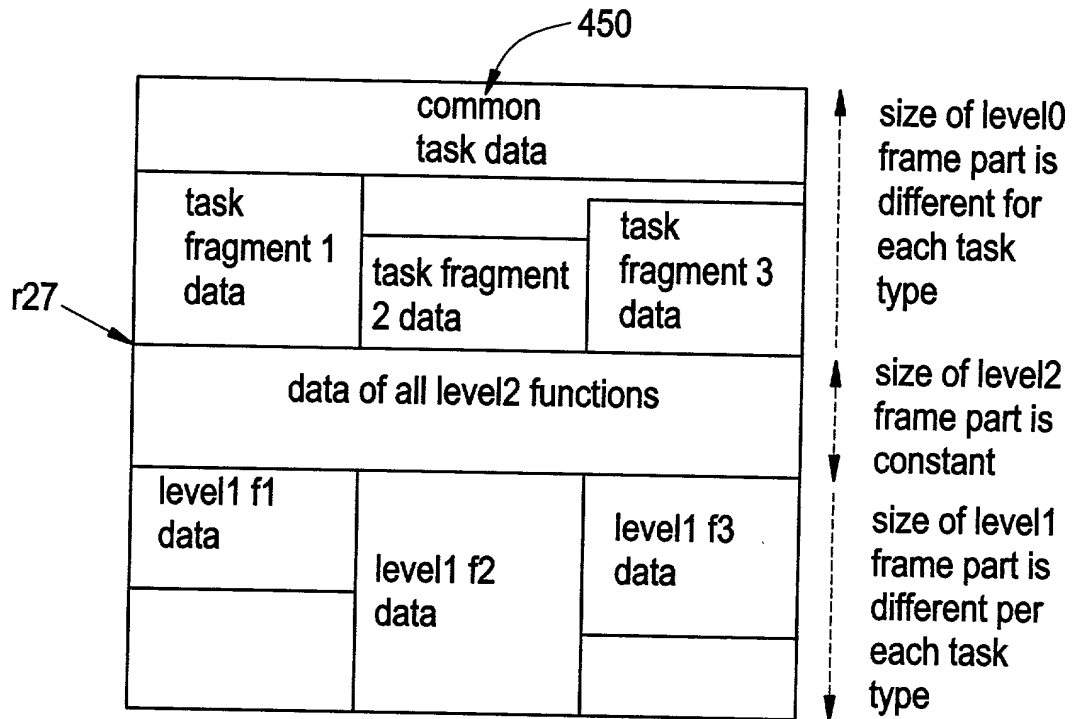 450
common
task data
size of level0
frame part is
different for
each task
type
task
fragment 1
data
task fragment
2 data
task
fragment 3
data
r27
data of all level2 functions
size of level2
frame part is
constant
level1 f1
data
level1 f2
data
level1 f3
data
size of level1
frame part is
different per
each task
type